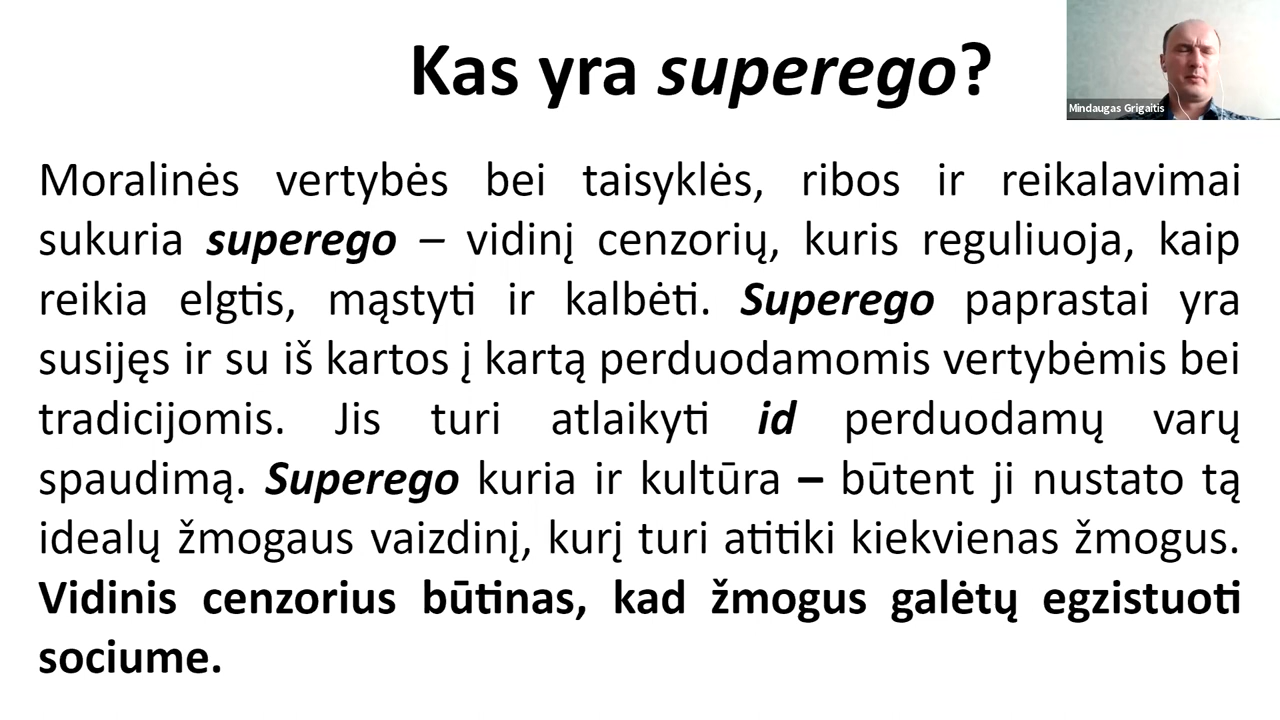 Kas yra superego?
Mindaugas Grigaitis
Moralinės vertybės bei taisyklės, ribos ir reikalavimai
sukuria superego – vidinį cenzorių, kuris reguliuoja, kaip
reikia elgtis, mąstyti ir kalbėti. Superego paprastai yra
susijęs ir su iš kartos į kartą perduodamomis vertybėmis bei
tradicijomis. Jis turi atlaikyti id perduodamų varų
spaudimą. Superego kuria ir kultūra – būtent ji nustato tą
idealų žmogaus vaizdinį, kurį turi atitiki kiekvienas žmogus.
Vidinis cenzorius būtinas, kad žmogus galėtų egzistuoti
sociume.